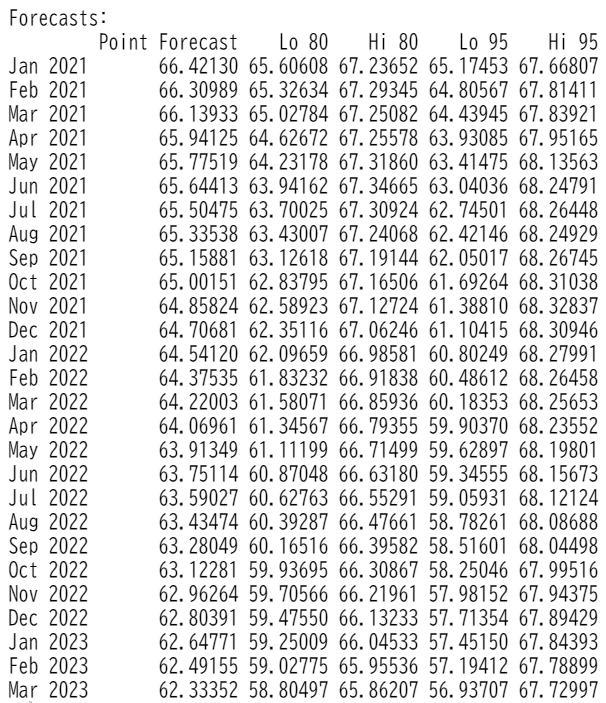 Forecasts:
Point Forecast Lo 80 Hi 80 Lo 95 Hi 95
Jan 2021 66.42130 65.60608 67.23652 65.17453 67.66807
Feb 2021 66.30989 65.32634 67.29345 64.80567 67.81411
Mar 2021 66.13933 65.02784 67.25082 64.43945 67.83921
Apr 2021 65.94125 64.62672 67.25578 63.93085 67.95165
May 2021 65.77519 64.23178 67.31860 63.41475 68.13563
Jun 2021 65.64413 63.94162 67.34665 63.04036 68.24791
Jul 2021 65.50475 63.70025 67.30924 62.74501 68.26448
Aug 2021 65.33538 63.43007 67.24068 62.42146 68.24929
Sep 2021 65.15881 63.12618 67.19144 62.05017 68.26745
Oct 2021 65.00151 62.83795 67.16506 61.69264 68.31038
Nov 2021 64.85824 62.58923 67.12724 61.38810 68.32837
Dec 2021 64.70681 62.35116 67.06246 61.10415 68.30946
Jan 2022 64.54120 62.09659 66.98581 60.80249 68.27991
Feb 2022 64.37535 61.83232 66.91838 60.48612 68.26458
Mar 2022 64.22003 61.58071 66.85936 60.18353 68.25653
Apr 2022 64.06961 61.34567 66.79355 59.90370 68.23552
May 2022 63.91349 61.11199 66.71499 59.62897 68.19801
Jun 2022 63.75114 60.87048 66.63180 59.34555 68.15673
Jul 2022 63.59027 60.62763 66.55291 59.05931 68.12124
Aug 2022 63.43474 60.39287 66.47661 58.78261 68.08688
Sep 2022 63.28049 60.16516 66.39582 58.51601 68.04498
Oct 2022 63.12281 59.93695 66.30867 58.25046 67.99516
Nov 2022 62.96264 59.70566 66.21961 57.98152 67.94375
Dec 2022 62.80391 59.47550 66.13233 57.71354 67.89429
Jan 2023 62.64771 59.25009 66.04533 57.45150 67.84393
Feb 2023 62.49155 59.02775 65.95536 57.19412 67.78899
Mar 2023 62.33352 58.80497 65.86207 56.93707 67.72997